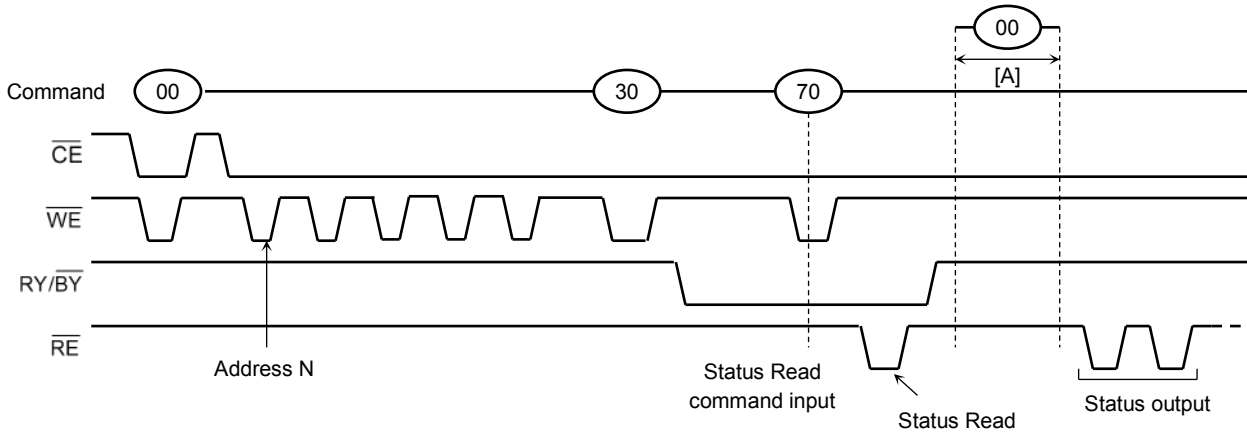 00
[A]
Command 00 30 70
CE
WE
RY/BY
RE
Address N
Status Read
command input
Status Read
Status output